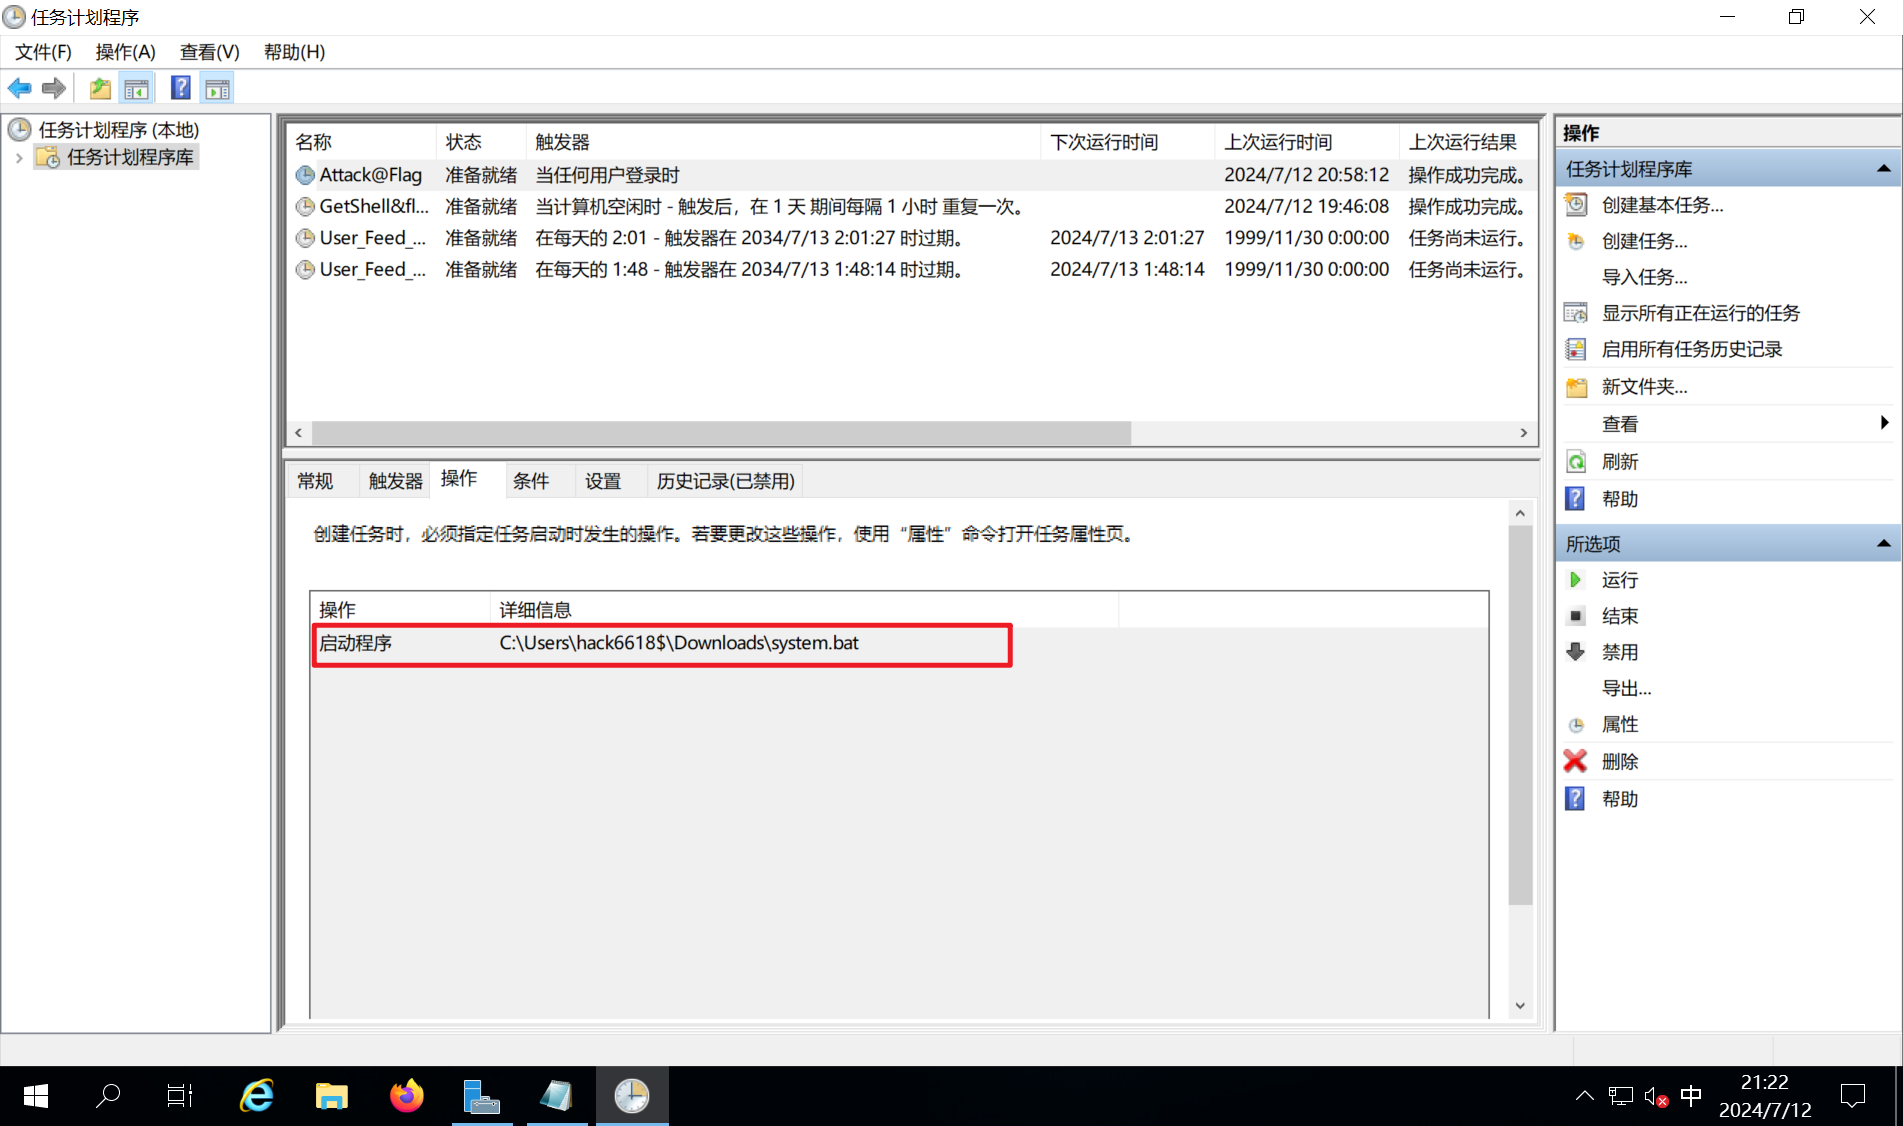 任务计划程序
文件(F) 操作(A) 查看(V) 帮助(H)
任务计划程序 (本地)
任务计划程序库
名称 状态 触发器 下次运行时间 上次运行时间 上次运行结果
Attack@Flag 准备就绪 当任何用户登录时 2024/7/12 20:58:12 操作成功完成。
GetShell&fl... 准备就绪 当计算机空闲时 - 触发后，在 1 天 期间每隔 1 小时 重复一次。 2024/7/12 19:46:08 操作成功完成。
User_Feed_... 准备就绪 在每天的 2:01 - 触发器在 2034/7/13 2:01:27 时过期。 2024/7/13 2:01:27 1999/11/30 0:00:00 任务尚未运行。
User_Feed_... 准备就绪 在每天的 1:48 - 触发器在 2034/7/13 1:48:14 时过期。 2024/7/13 1:48:14 1999/11/30 0:00:00 任务尚未运行。
常规 触发器 操作 条件 设置 历史记录(已禁用)
创建任务时，必须指定任务启动时发生的操作。若要更改这些操作，使用“属性”命令打开任务属性页。
操作 详细信息
启动程序 C:\Users\hack6618$\Downloads\system.bat
操作
任务计划程序库
创建基本任务...
创建任务...
导入任务...
显示所有正在运行的任务
启用所有任务历史记录
新文件夹...
查看
刷新
帮助
所选项
运行
结束
禁用
导出...
属性
删除
帮助
中
21:22
2024/7/12